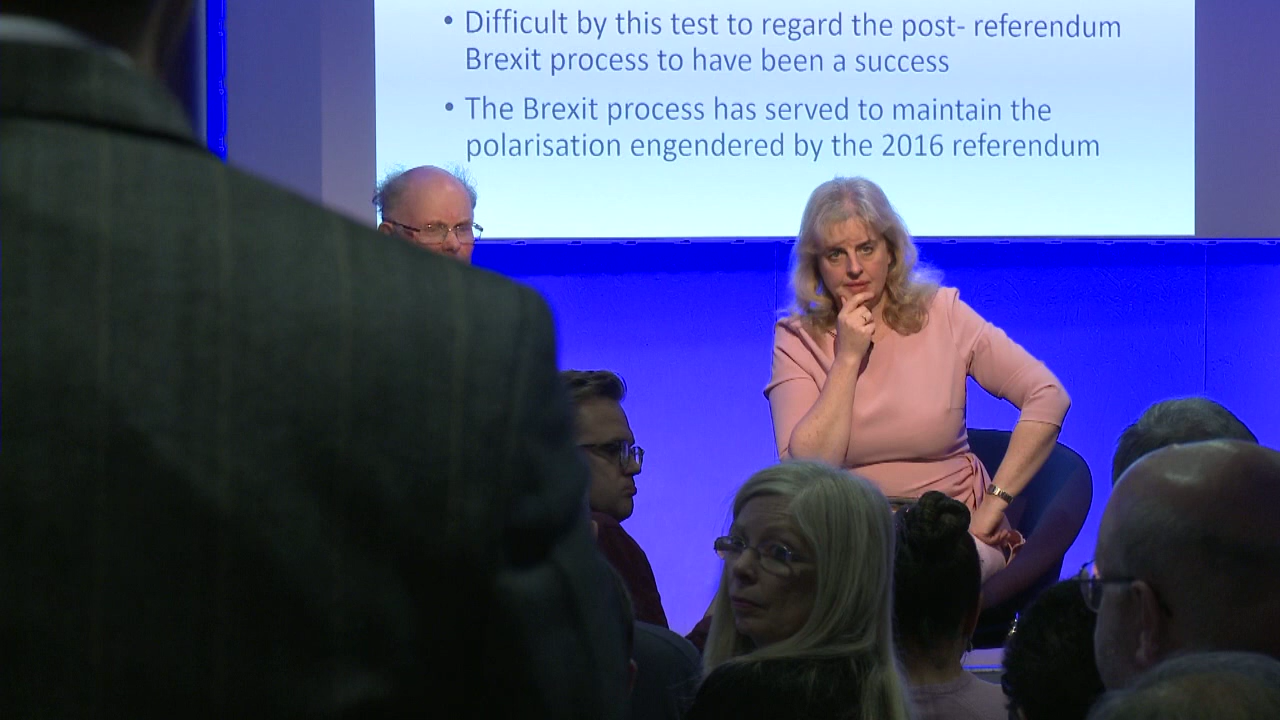 • Difficult by this test to regard the post- referendum
Brexit process to have been a success
• The Brexit process has served to maintain the
polarisation engendered by the 2016 referendum